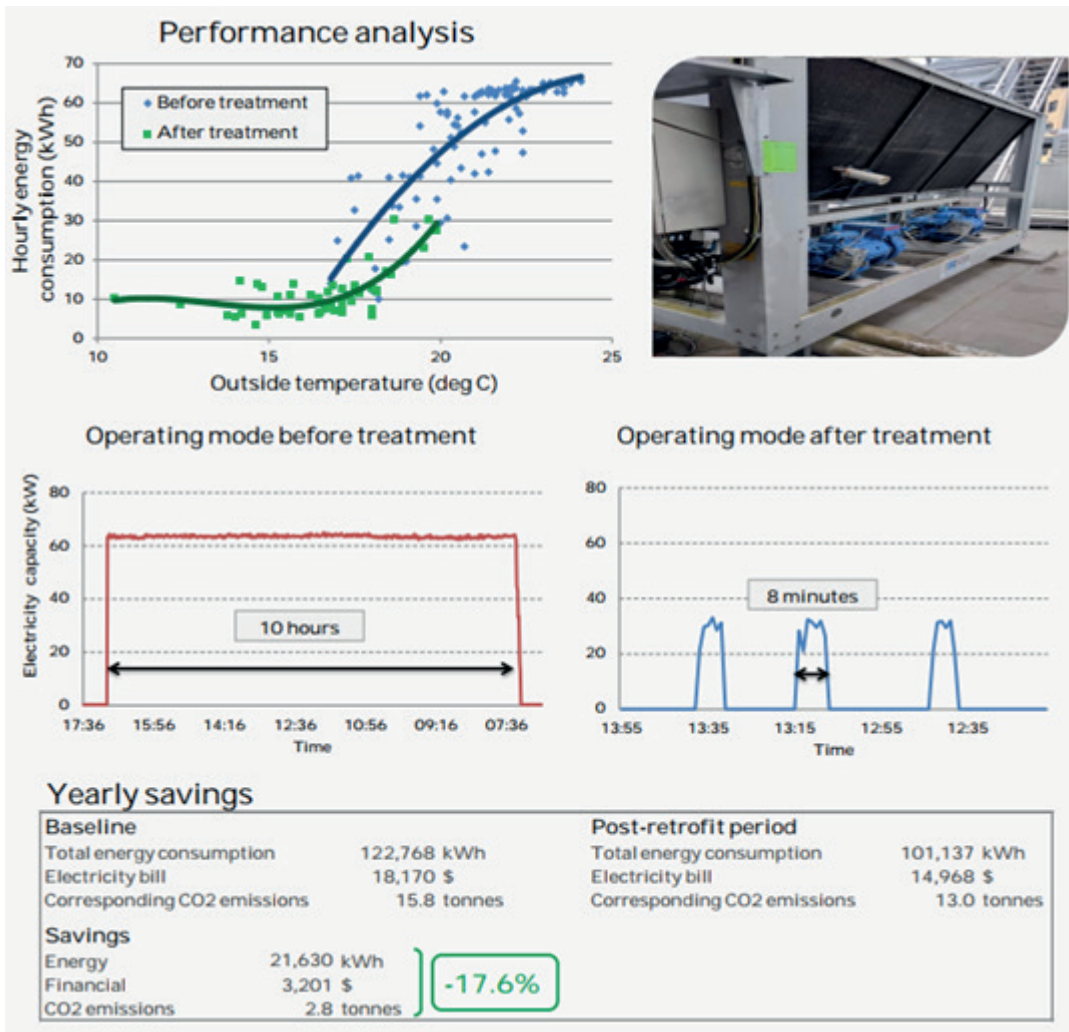 Performance analysis
Hourly energy
consumption (kWh)
70
60
50
40
30
20
10
0
Before treatment
After treatment
10 15 20 25
Outside temperature (deg C)
Operating mode before treatment
Electricity capacity (kW)
80
60
40
20
0
10 hours
17:36 15:56 14:16 12:36 10:56 09:16 07:36
Time
Operating mode after treatment
80
60
40
20
0
8 minutes
13:55 13:35 13:15 12:55 12:35
Time
Yearly savings
Baseline
Total energy consumption 122,768 kWh
Electricity bill 18,170 $
Corresponding CO2 emissions 15.8 tonnes
Post-retrofit period
Total energy consumption 101,137 kWh
Electricity bill 14,968 $
Corresponding CO2 emissions 13.0 tonnes
Savings
Energy 21,630 kWh
Financial 3,201 $
CO2 emissions 2.8 tonnes
-17.6%